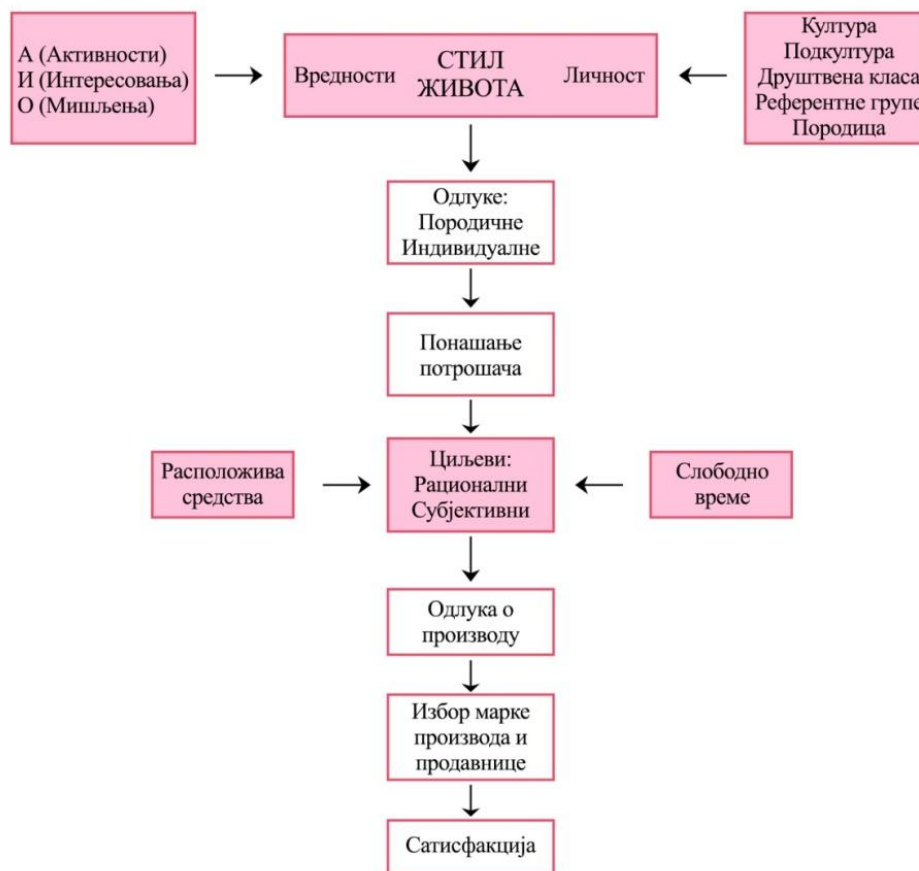 А (Активности)
И (Интересовања)
О (Мишљења)
Вредности
СТИЛ
ЖИВОТА
Личност
Култура
Подкултура
Друштвена класа
Референтне групе
Породица
Одлуке:
Породичне
Индивидуалне
Понашање
потрошача
Расположива
средства
Циљеви:
Рационални
Субјективни
Слободно
време
Одлука о
производу
Избор марке
производа и
продавнице
Сатисфакција